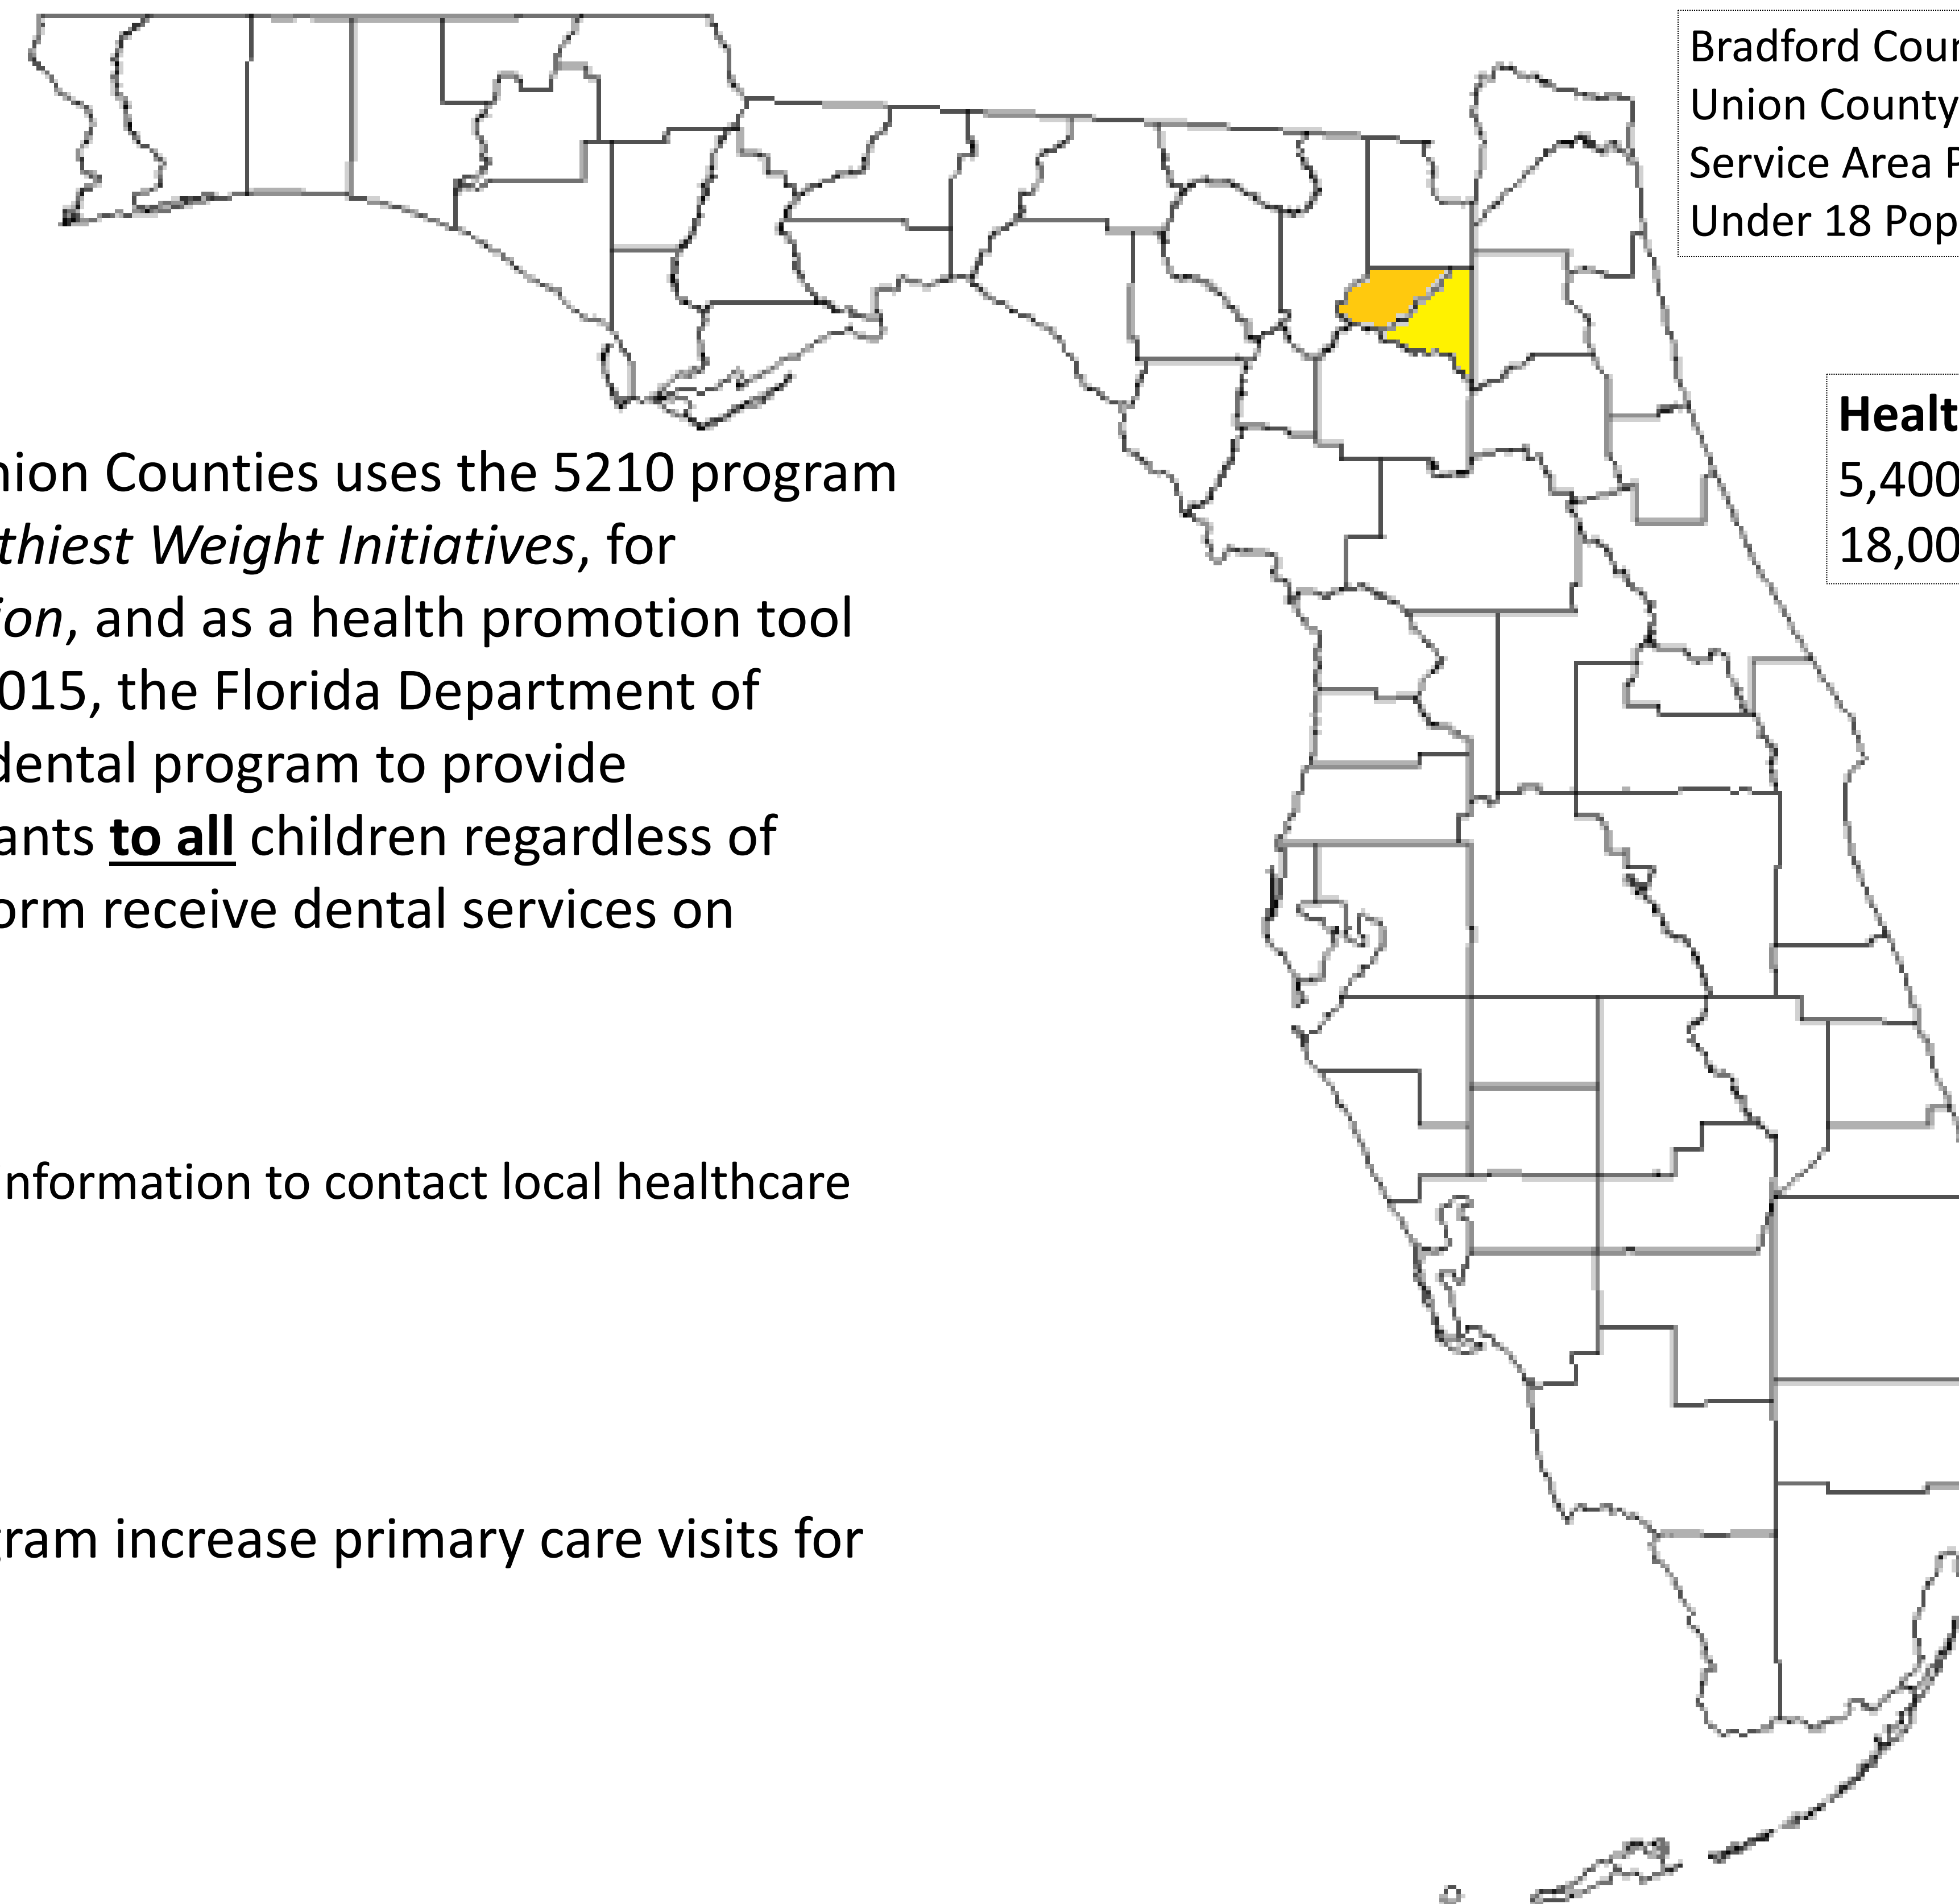 Bradford Coun
Union County
Service Area P
Under 18 Pop
Healt
5,400
18,00
nion Counties uses the 5210 program
thiest Weight Initiatives, for
ion, and as a health promotion tool
015, the Florida Department of
dental program to provide
ants to all children regardless of
orm receive dental services on
nformation to contact local healthcare
gram increase primary care visits for